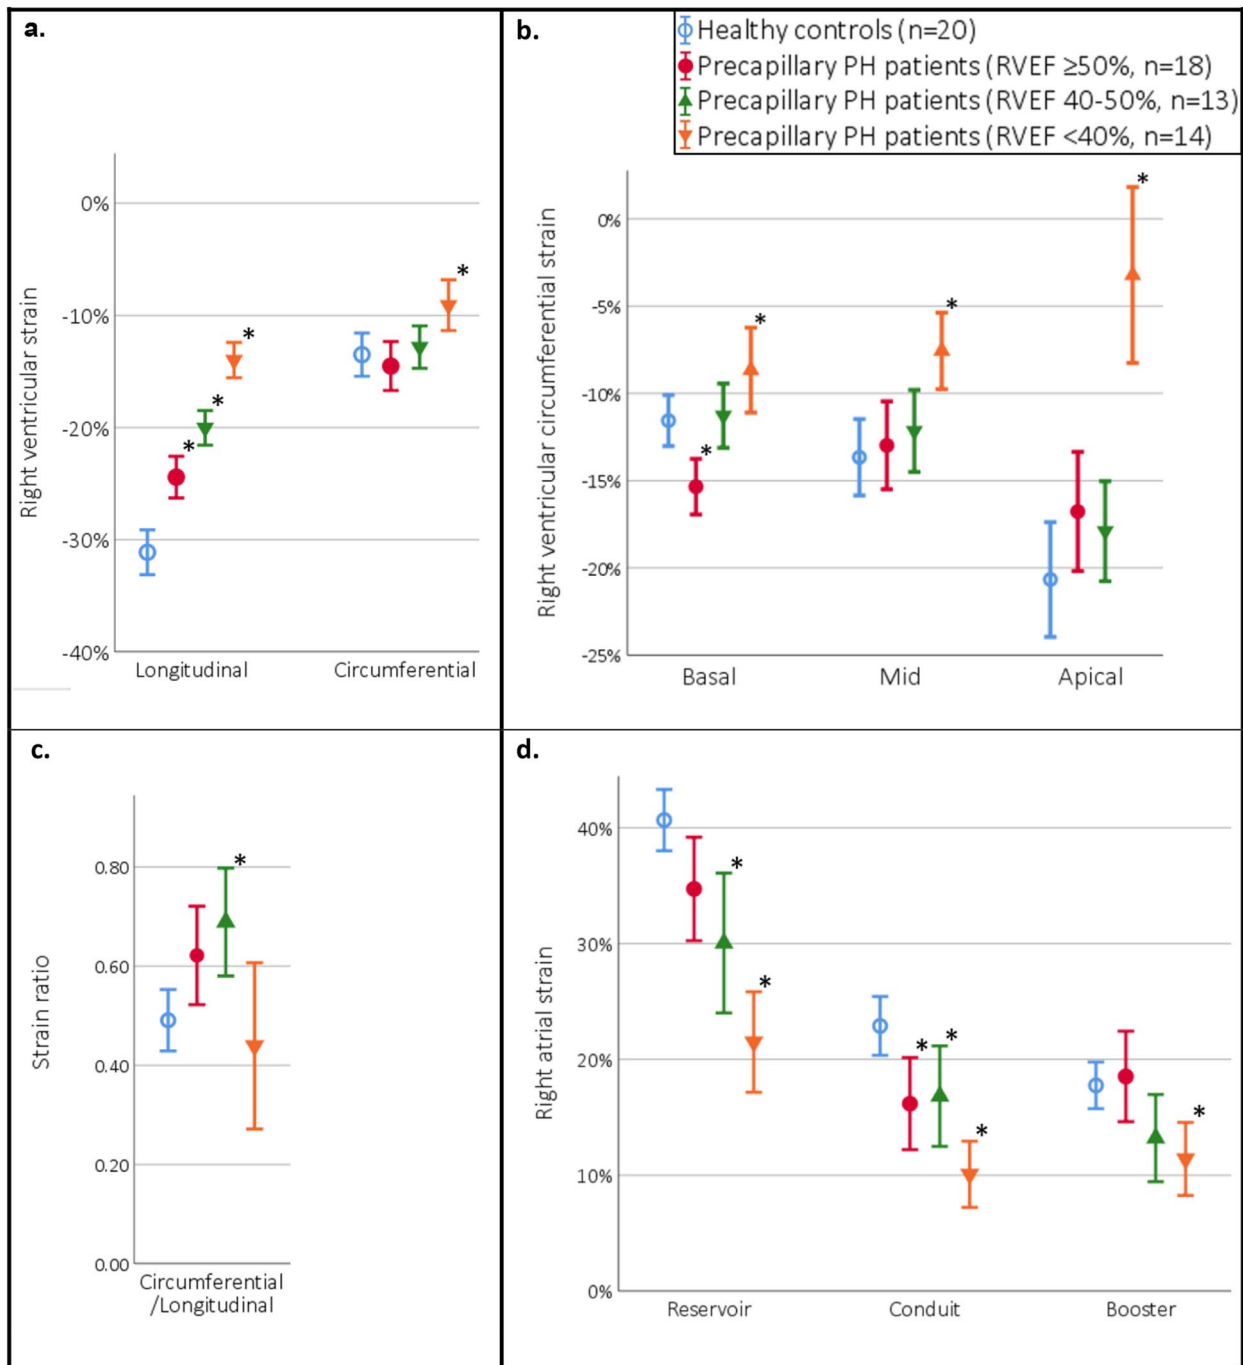 a.
0%
-10%
-20%
-30%
-40%
Right ventricular strain
*
*
*
*
Longitudinal
Circumferential
b.
Healthy controls (n=20)
Precapillary PH patients (RVEF ≥50%, n=18)
Precapillary PH patients (RVEF 40-50%, n=13)
Precapillary PH patients (RVEF <40%, n=14)
0%
-5%
-10%
-15%
-20%
-25%
Right ventricular circumferential strain
*
*
*
*
Basal
Mid
Apical
c.
0.80
0.60
0.40
0.20
0.00
Strain ratio
*
Circumferential
/Longitudinal
d.
40%
30%
20%
10%
0%
Right atrial strain
*
*
*
*
*
*
Reservoir
Conduit
Booster